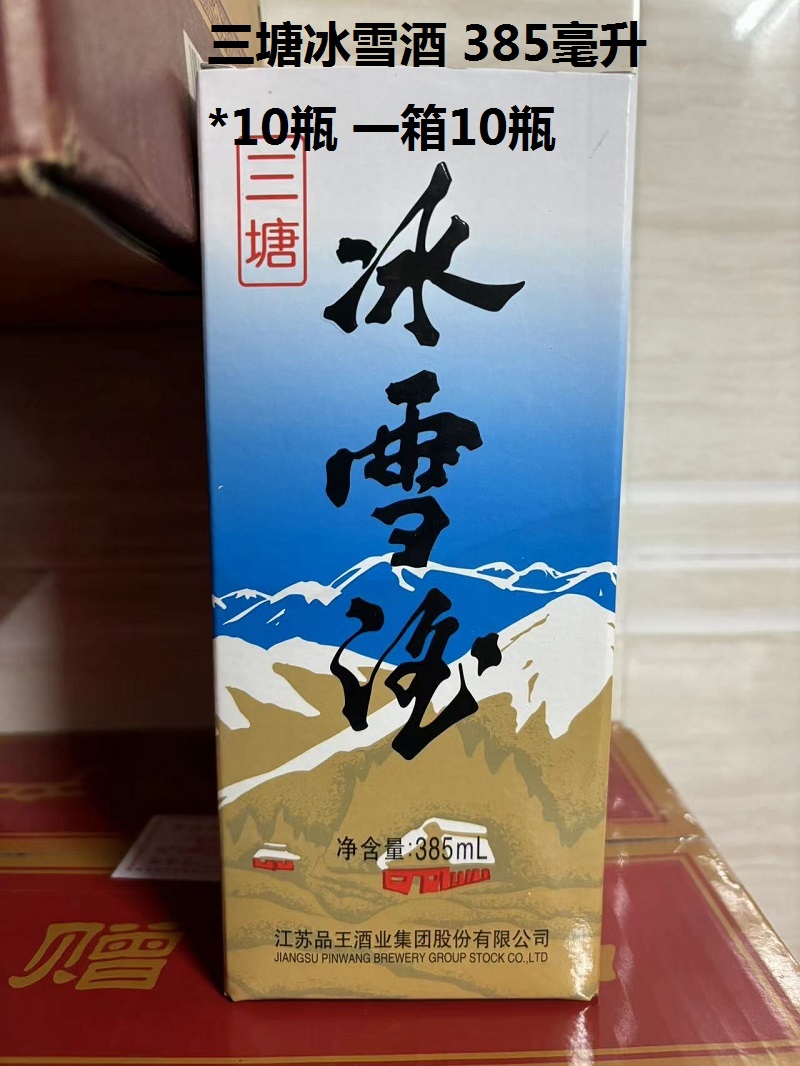 三塘冰雪酒 385毫升
*10瓶 一箱10瓶
三塘
冰雪酒
净含量:385mL
江苏品王酒业集团股份有限公司
JIANGSU PINWANG BREWERY GROUP STOCK CO.,LTD
赠